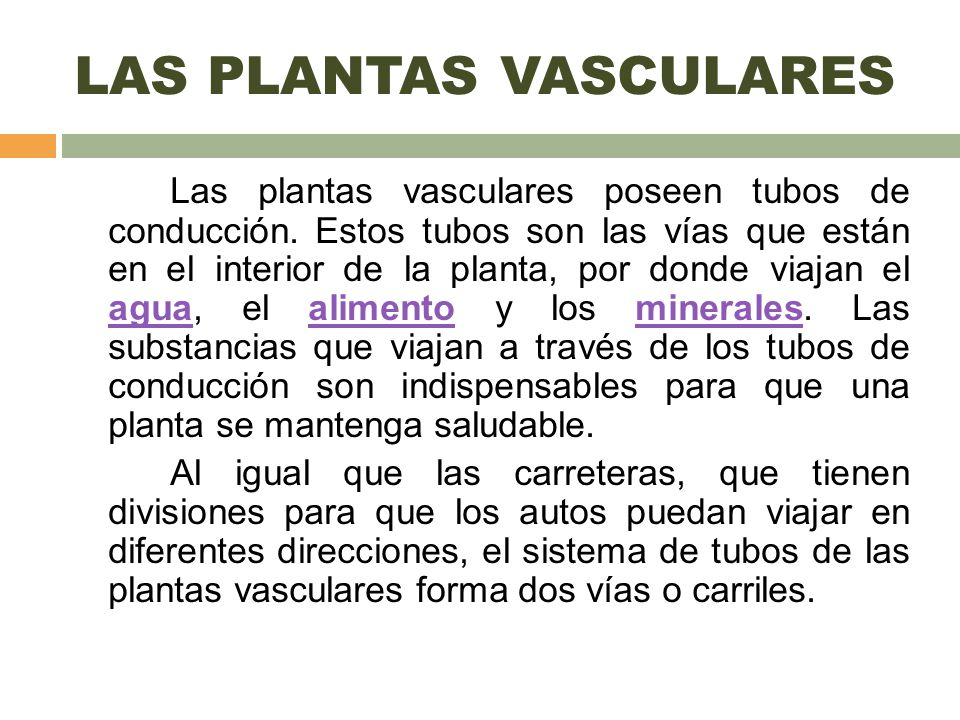 LAS PLANTAS VASCULARES
Las plantas vasculares poseen tubos de
conducción. Estos tubos son las vías que están
en el interior de la planta, por donde viajan el
agua, el alimento y los minerales. Las
substancias que viajan a través de los tubos de
conducción son indispensables para que una
planta se mantenga saludable.
Al igual que las carreteras, que tienen
divisiones para que los autos puedan viajar en
diferentes direcciones, el sistema de tubos de las
plantas vasculares forma dos vías o carriles.